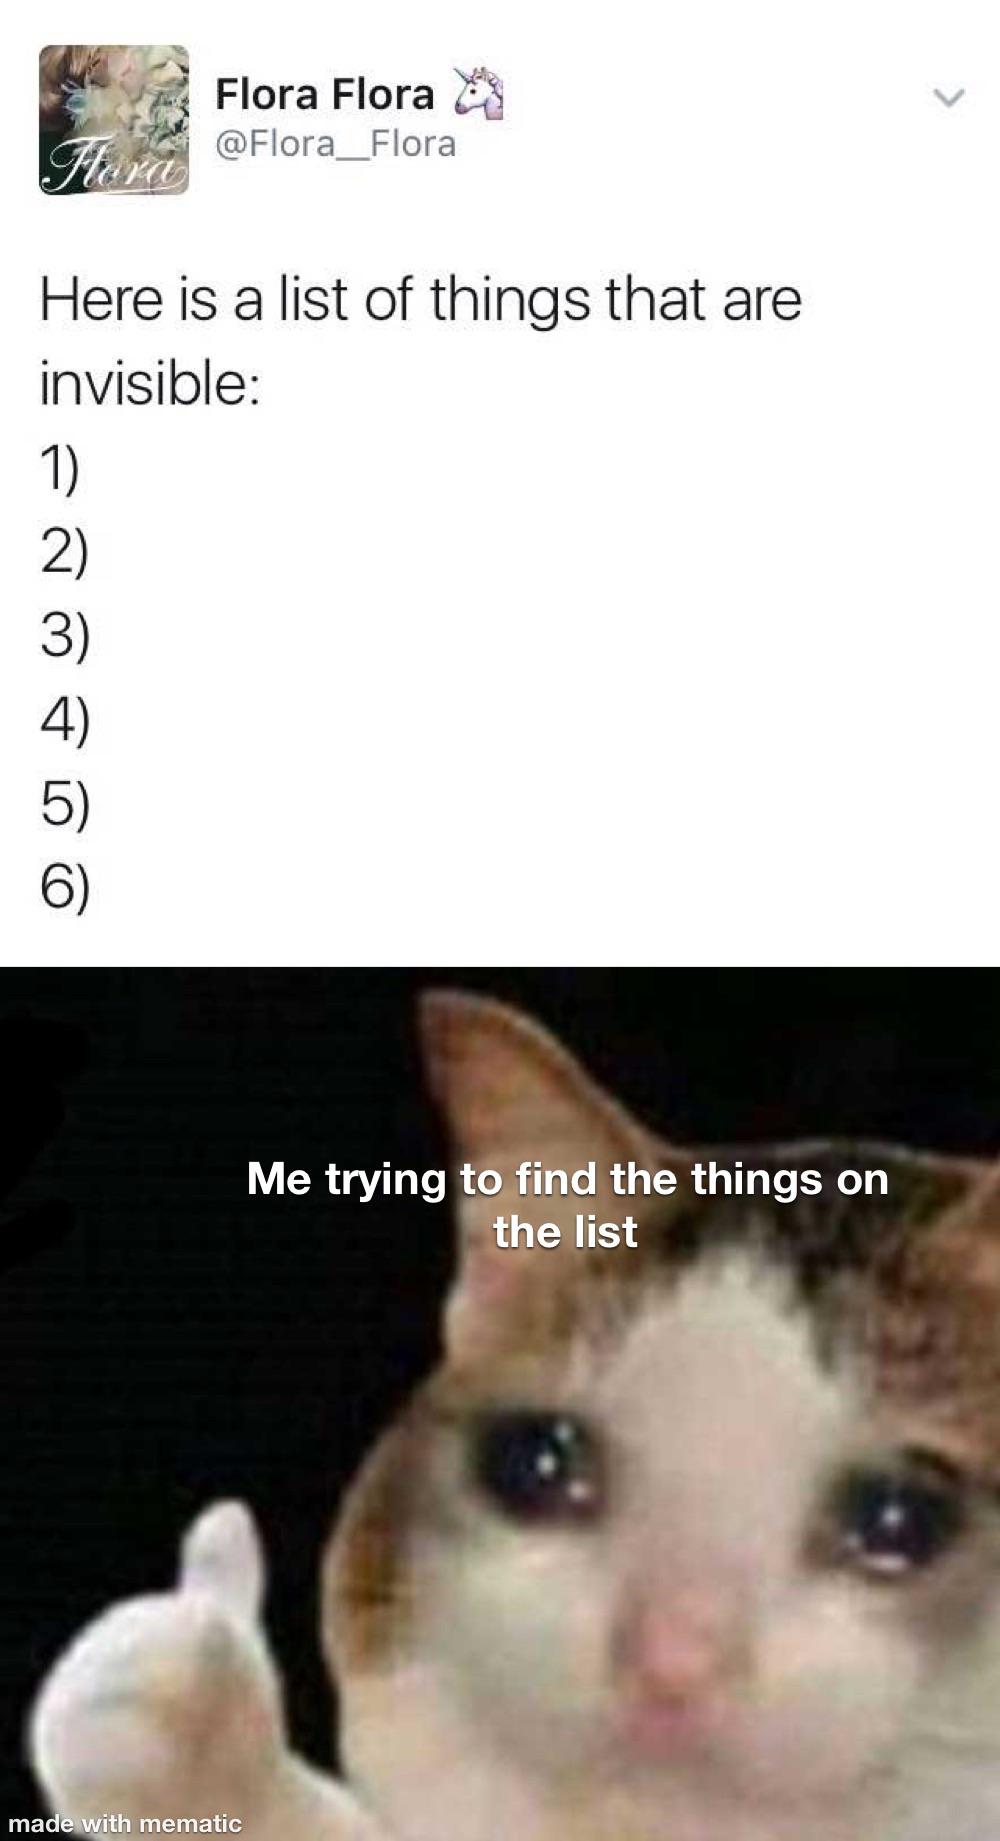 Flora
Flora Flora 🦄
@Flora__Flora
Here is a list of things that are
invisible:
1)
2)
3)
4)
5)
6)
Me trying to find the things on
the list
made with mematic